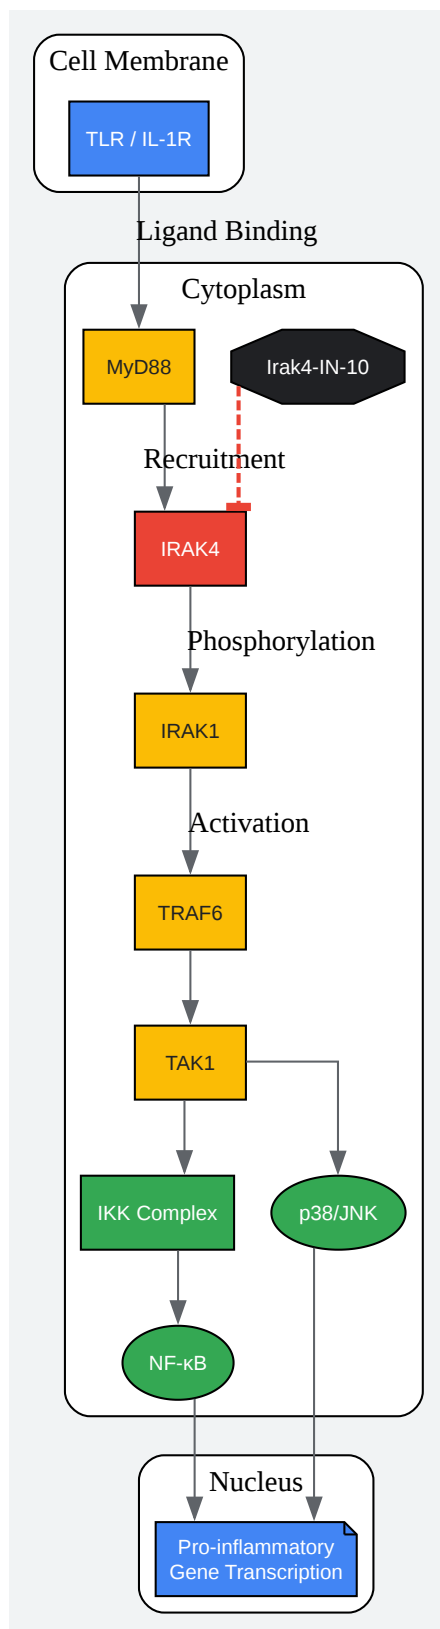 Cell Membrane
TLR / IL-1R
Ligand Binding
Cytoplasm
MyD88
Irak4-IN-10
Recruitment
IRAK4
Phosphorylation
IRAK1
Activation
TRAF6
TAK1
IKK Complex
p38/JNK
NF-κB
Nucleus
Pro-inflammatory
Gene Transcription